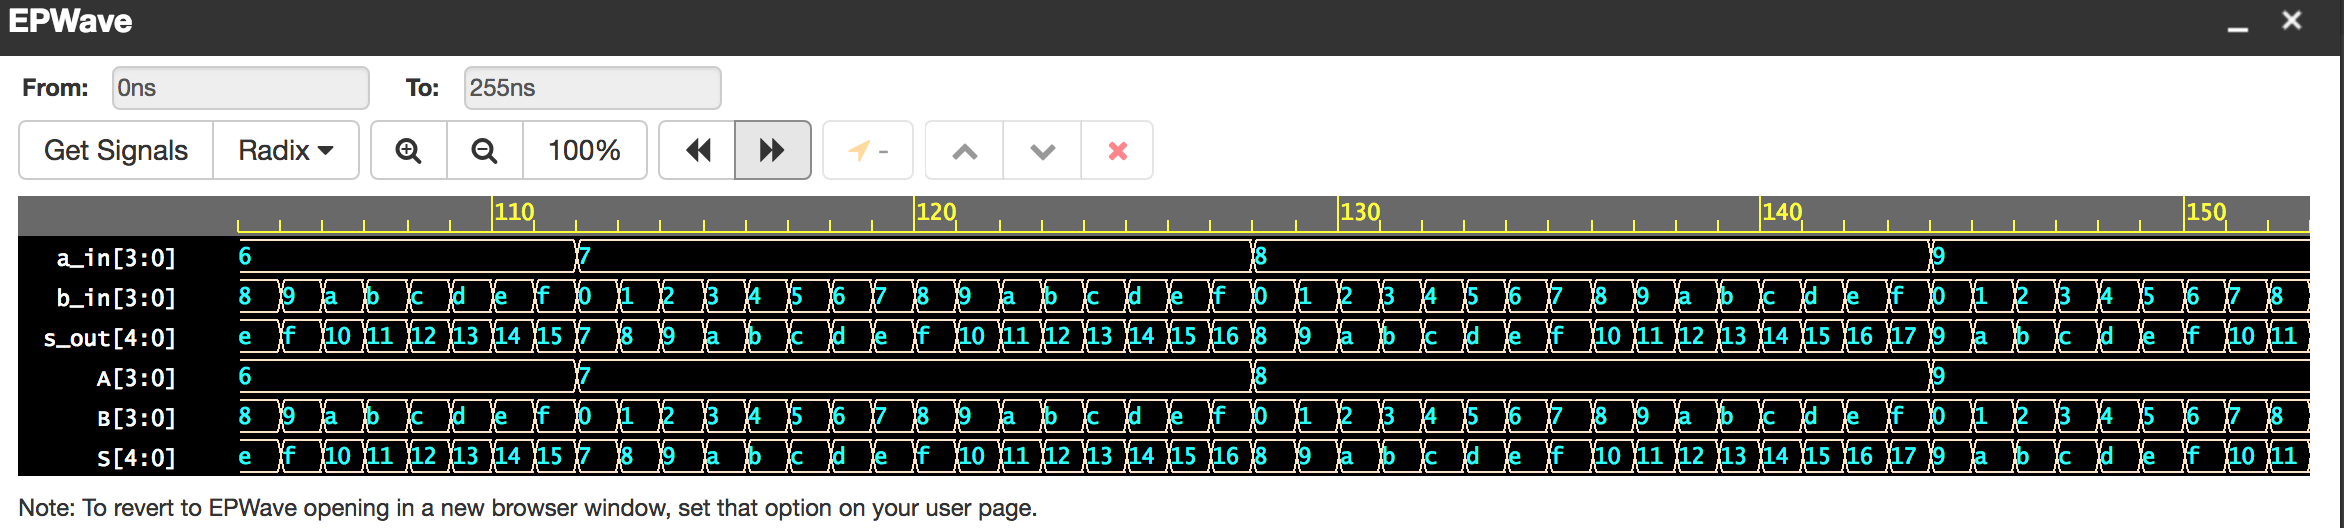 EPWave
From: 0ns To: 255ns
Get Signals Radix 100% -
110 120 130 140 150
a_in[3:0] 6 7 8 9
b_in[3:0] 8 9 a b c d e f 0 1 2 3 4 5 6 7 8 9 a b c d e f 0 1 2 3 4 5 6 7 8 9 a b c d e f 0 1 2 3 4 5 6 7 8
s_out[4:0] e f 10 11 12 13 14 15 7 8 9 a b c d e f 10 11 12 13 14 15 16 8 9 a b c d e f 10 11 12 13 14 15 16 17 9 a b c d e f 10 11
A[3:0] 6 7 8 9
B[3:0] 8 9 a b c d e f 0 1 2 3 4 5 6 7 8 9 a b c d e f 0 1 2 3 4 5 6 7 8 9 a b c d e f 0 1 2 3 4 5 6 7 8
S[4:0] e f 10 11 12 13 14 15 7 8 9 a b c d e f 10 11 12 13 14 15 16 8 9 a b c d e f 10 11 12 13 14 15 16 17 9 a b c d e f 10 11
Note: To revert to EPWave opening in a new browser window, set that option on your user page.